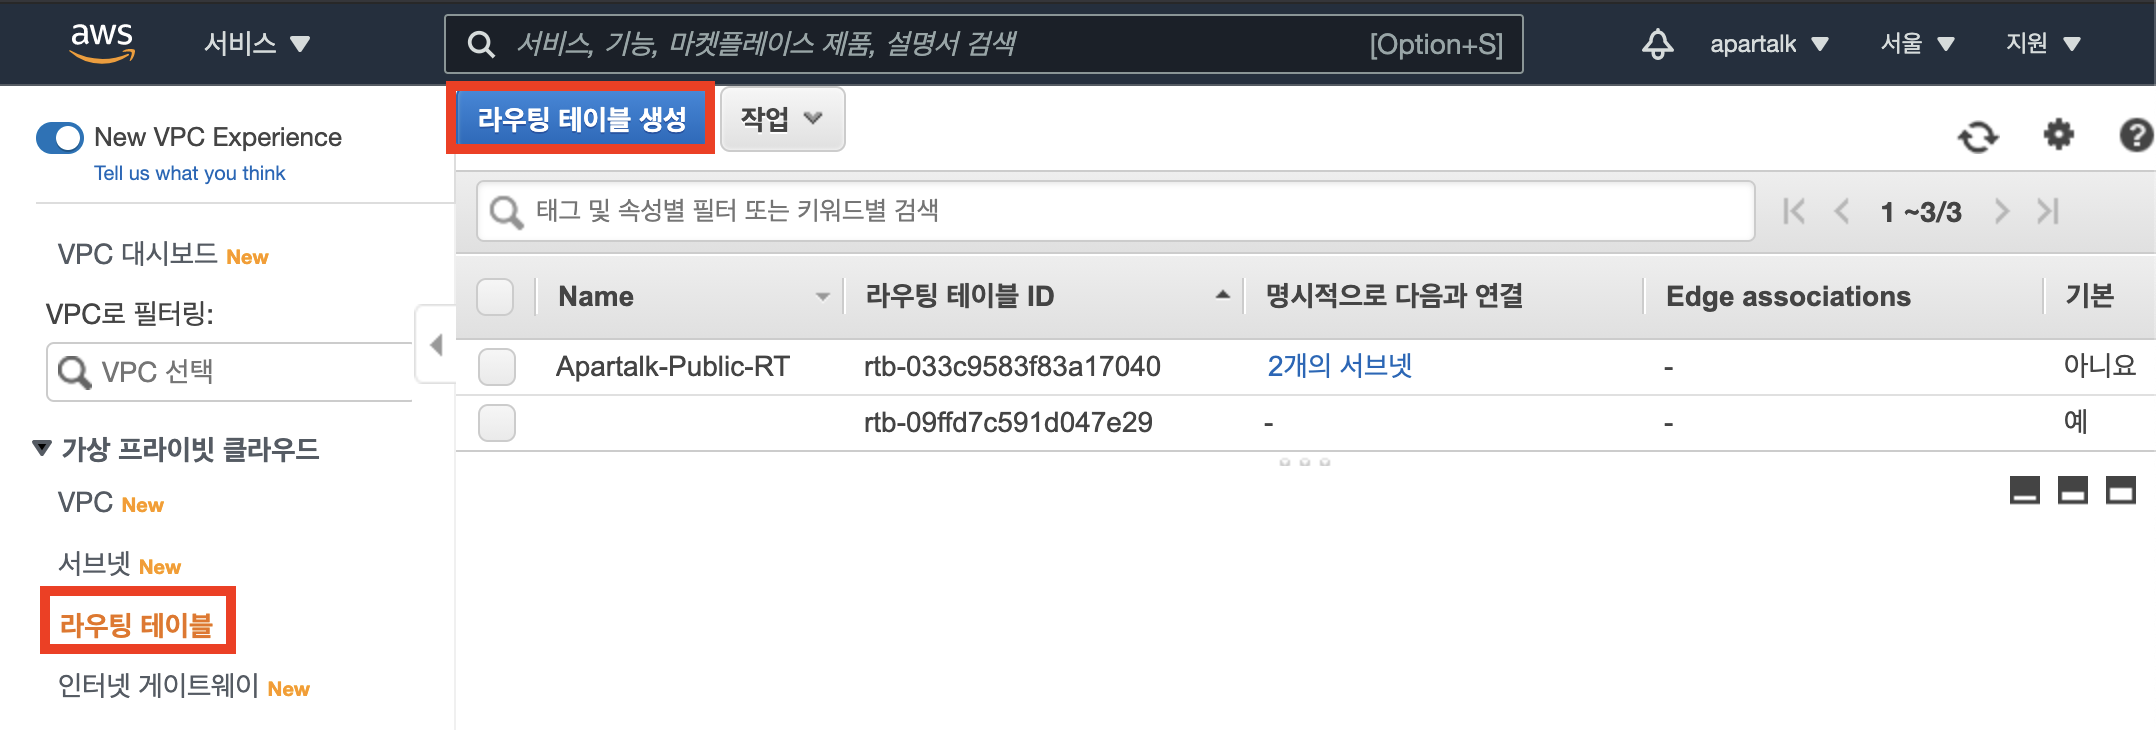 aws 서비스 서비스, 기능, 마켓플레이스 제품, 설명서 검색 [Option+S] apartalk 서울 지원
New VPC Experience
Tell us what you think
VPC 대시보드 New
VPC로 필터링:
VPC 선택
가상 프라이빗 클라우드
VPC New
서브넷 New
라우팅 테이블
인터넷 게이트웨이 New
라우팅 테이블 생성 작업
태그 및 속성별 필터 또는 키워드별 검색 1 ~3/3
Name 라우팅 테이블 ID 명시적으로 다음과 연결 Edge associations 기본
Apartalk-Public-RT rtb-033c9583f83a17040 2개의 서브넷 - 아니요
rtb-09ffd7c591d047e29 - - 예